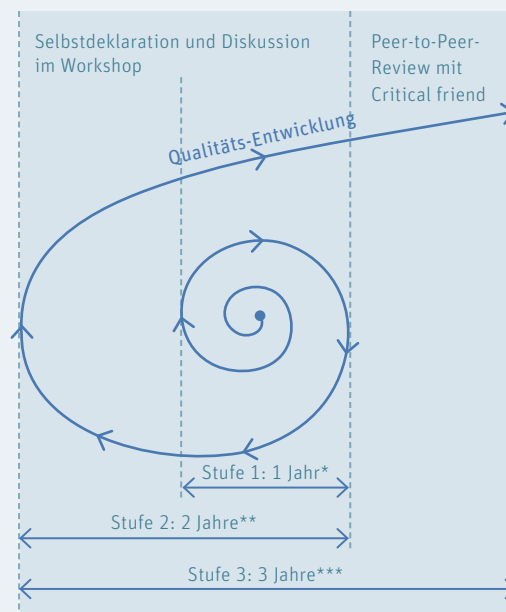 Selbstdeklaration und Diskussion
im Workshop
Peer-to-Peer-
Review mit
Critical friend
Qualitäts-Entwicklung
Stufe 1: 1 Jahr*
Stufe 2: 2 Jahre**
Stufe 3: 3 Jahre***